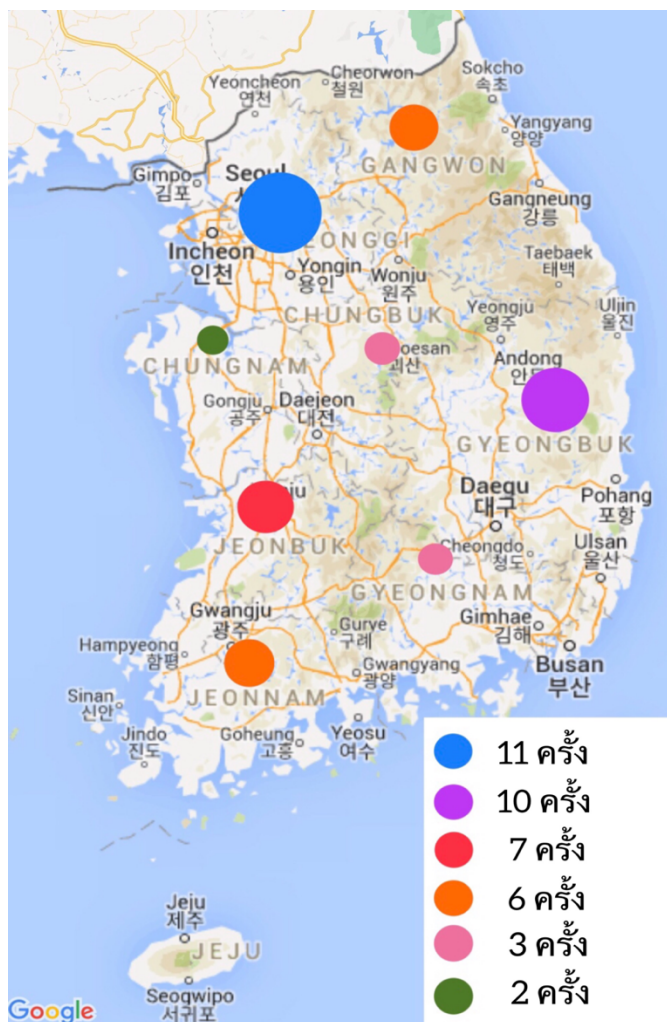 Cheorwon
철원
Yeoncheon
연천
Sokcho
속초
Yangyang
양양
GANGWON
Gimpo
김포
Seoul
Gangneung
강릉
Incheon
인천
Yongin
용인
Wonju
원주
Taebaek
태백
CHUNGBUK
Yeongju
영주
Uljin
울진
괴산
Andong
CHUNGNAM
Gongju
공주
Daejeon
대전
GYEONGBUK
Daegu
대구
Pohang
포항
JEONBUK
Cheongdo
청도
Ulsan
울산
GYEONGNAM
Gwangju
광주
Gurye
구례
Gimhae
김해
Busan
부산
Hampyeong
함평
Gwangyang
광양
JEONNAM
Sinan
신안
Jindo
진도
Goheung
고흥
Yeosu
여수
11 ครั้ง
10 ครั้ง
7 ครั้ง
6 ครั้ง
3 ครั้ง
2 ครั้ง
Jeju
제주
JEJU
Seogwipo
서귀포
Google